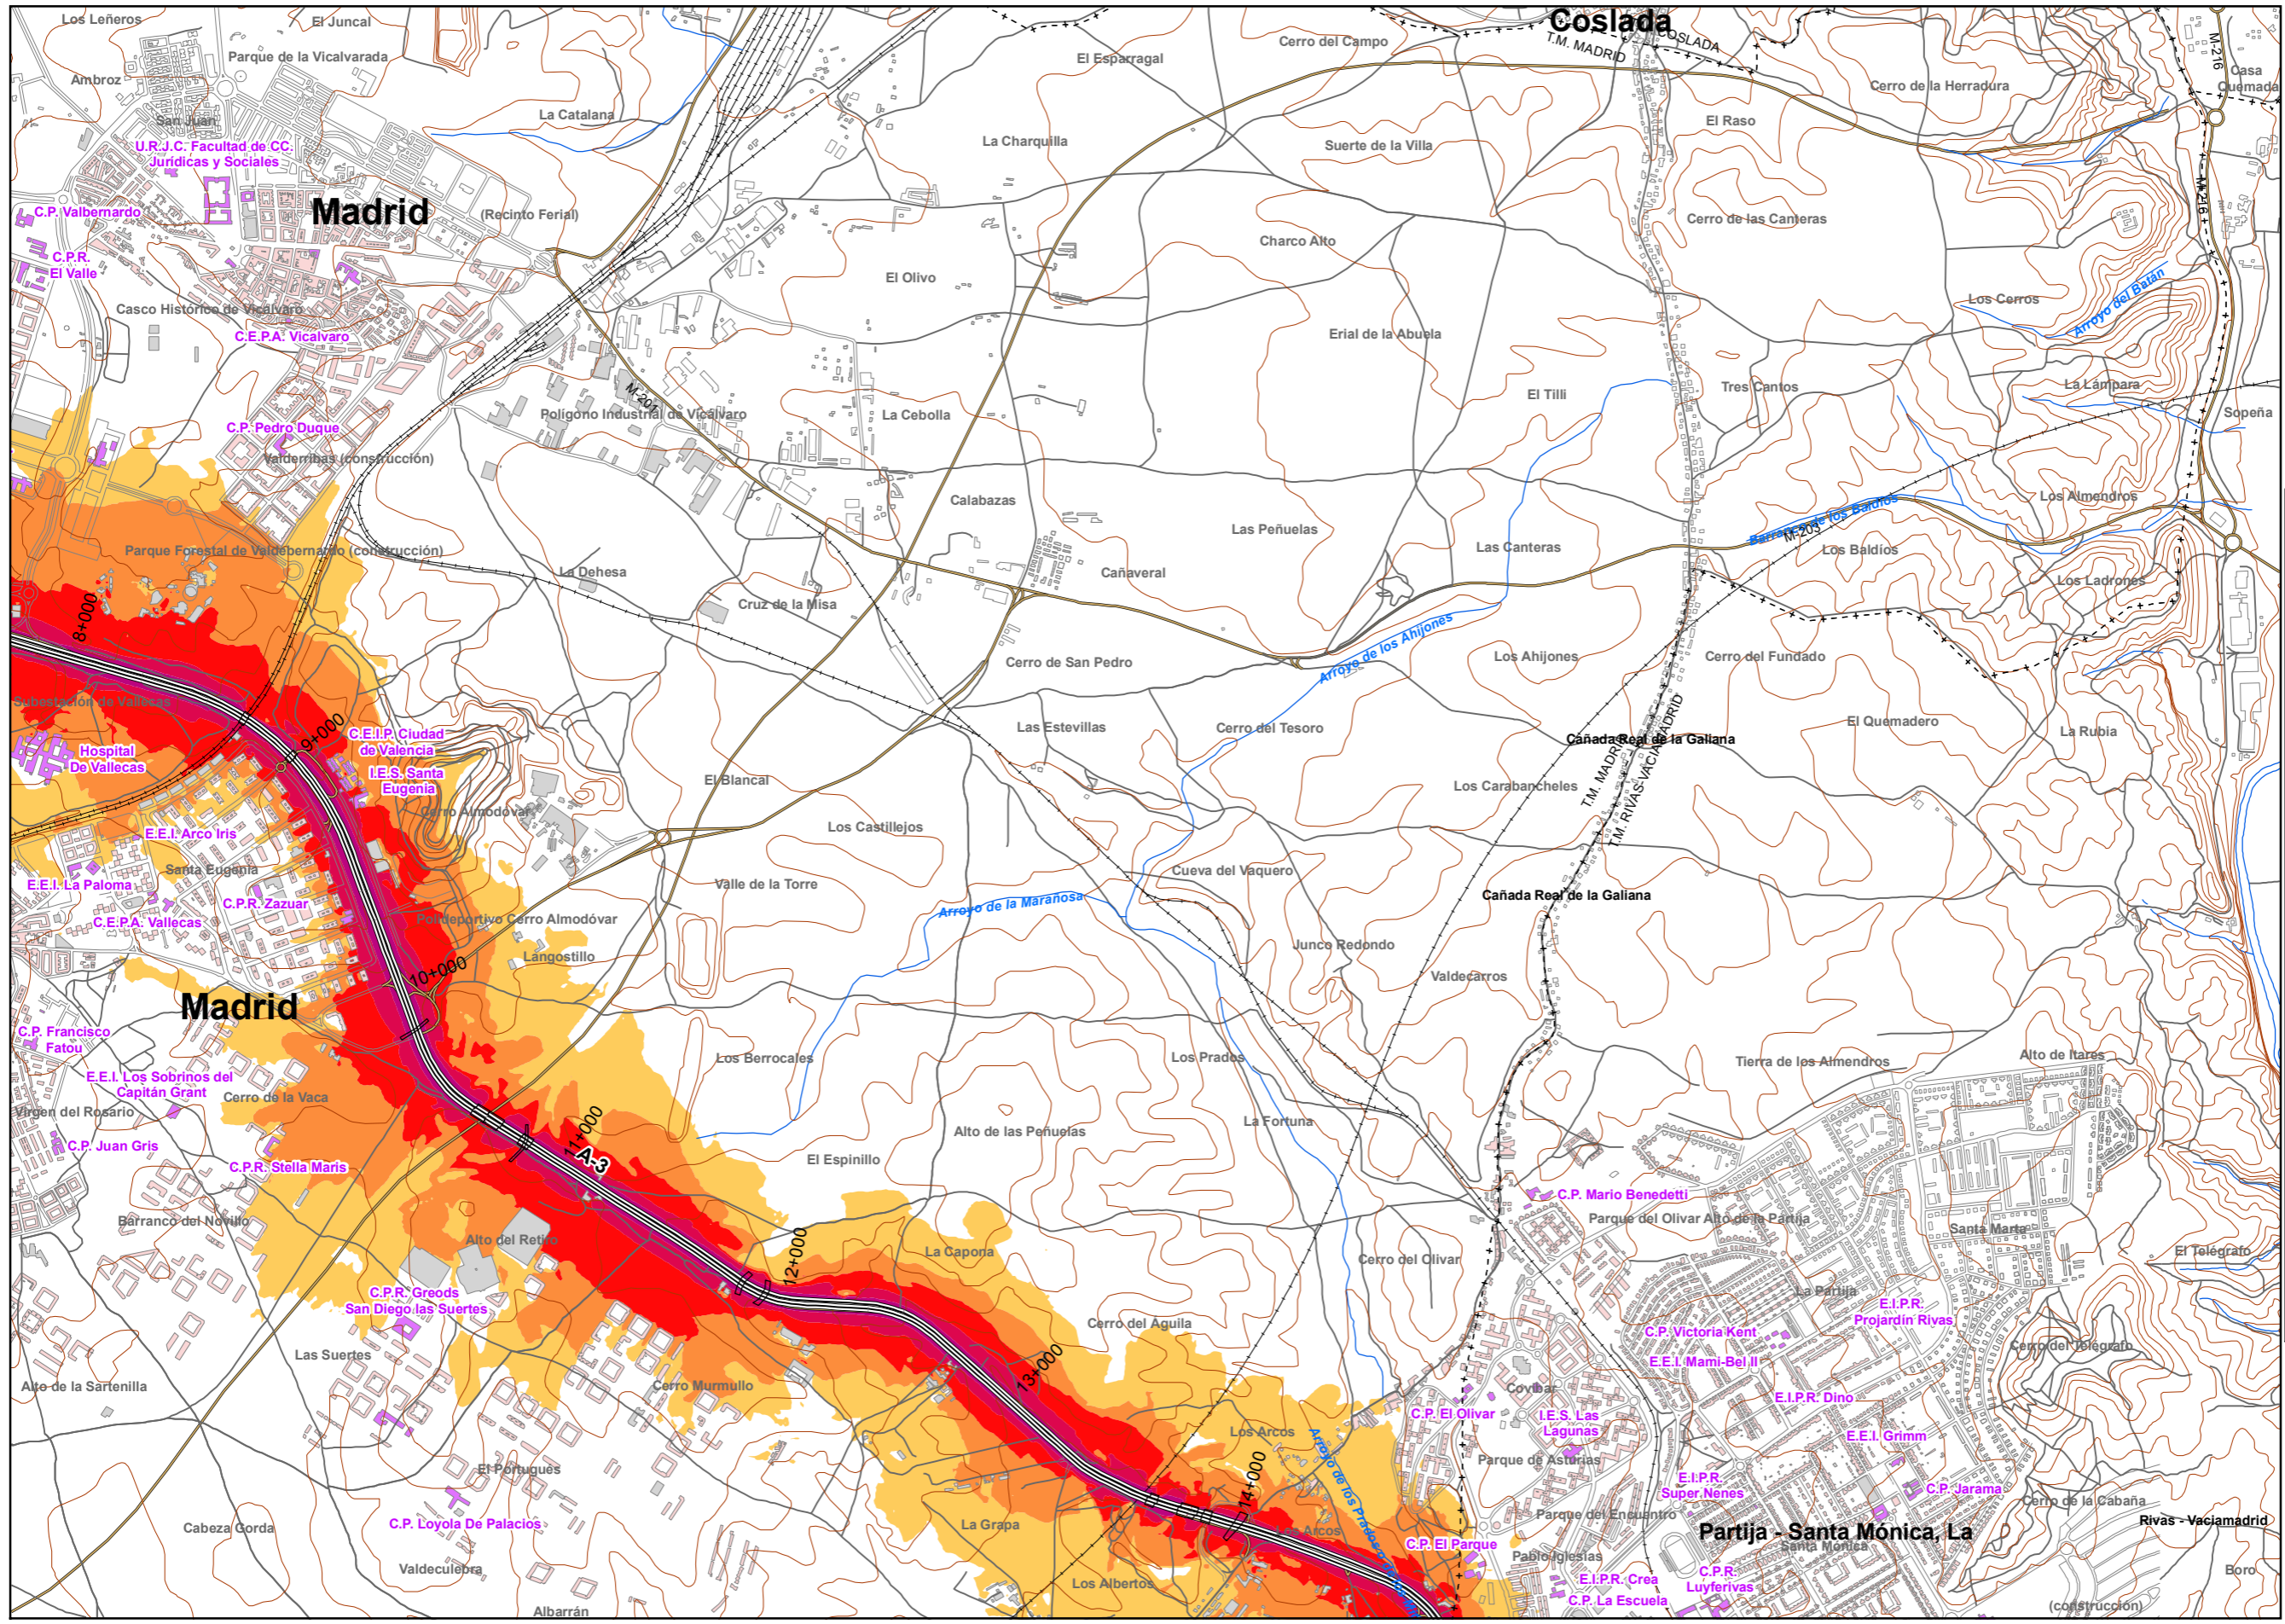 Los Leñeros
El Juncal
Parque de la Vicalvarada
Ambroz
San Juan
La Catalana
U.R.J.C. Facultad de CC.
Jurídicas y Sociales
C.P. Valbernardo
Madrid
(Recinto Ferial)
C.P.R.
El Valle
Casco Histórico de Vicálvaro
C.E.P.A. Vicalvaro
C.P. Pedro Duque
Valderribas (construcción)
Polígono Industrial de Vicálvaro
M-201
Parque Forestal de Valdebernardo (construcción)
La Dehesa
Cruz de la Misa
El Esparragal
Cerro del Campo
Coslada
COSLADA
T.M. MADRID
M-216
Casa
Quemada
Cerro de la Herradura
El Raso
La Charquilla
Suerte de la Villa
M-216
Cerro de las Canteras
Charco Alto
El Olivo
Los Cerros
Arroyo del Batán
Erial de la Abuela
El Tilli
Tres Cantos
La Lámpara
Sopeña
La Cebolla
Calabazas
Las Peñuelas
Las Canteras
Barranco de los Baldíos
M-203
Los Baldíos
Los Almendros
Los Ladrones
Cañaveral
Cerro de San Pedro
Arroyo de los Ahijones
Los Ahijones
Cerro del Fundado
8+000
Subestación de Vallecas
Hospital
De Vallecas
9+000
C.E.I.P. Ciudad
de Valencia
I.E.S. Santa
Eugenia
Cerro Almodóvar
Las Estevillas
Cerro del Tesoro
Cañada Real de la Galiana
T.M. MADRID
T.M. RIVAS-VACIAMADRID
El Quemadero
La Rubia
El Blancal
Los Castillejos
Los Carabancheles
E.E.I. Arco Iris
Santa Eugenia
E.E.I. La Paloma
C.P.R. Zazuar
C.E.P.A. Vallecas
Polideportivo Cerro Almodóvar
Langostillo
Valle de la Torre
Cueva del Vaquero
Arroyo de la Marañosa
Cañada Real de la Galiana
Junco Redondo
Valdecarros
10+000
Madrid
C.P. Francisco
Fatou
E.E.I. Los Sobrinos del
Capitán Grant
Cerro de la Vaca
Virgen del Rosario
C.P. Juan Gris
C.P.R. Stella Maris
Los Berrocales
Los Prados
Tierra de los Almendros
Alto de Itares
11+000
A-3
Alto de las Peñuelas
La Fortuna
El Espinillo
C.P. Mario Benedetti
Parque del Olivar Alto de la Partija
Santa Marta
El Telégrafo
Barranco del Novillo
Alto del Retiro
12+000
La Capona
Cerro del Olivar
La Partija
C.P.R. Greods
San Diego las Suertes
E.I.P.R.
Projardín Rivas
Cerro del Aguila
C.P. Victoria Kent
Cerro del Telégrafo
E.E.I. Mami-Bel II
Las Suertes
Alto de la Sartenilla
Cerro Murmullo
13+000
Covibar
E.I.P.R. Dino
C.P. El Olivar
I.E.S. Las
Lagunas
E.E.I. Grimm
Los Arcos
Parque de Asturias
El Portugués
14+000
E.I.P.R.
Super Nenes
C.P. Jarama
Cerro de la Cabaña
C.P. Loyola De Palacios
Cabeza Gorda
La Grapa
Los Arcos
Parque del Encuentro
Partija - Santa Mónica, La
Santa Mónica
Rivas - Vaciamadrid
C.P. El Parque
Pablo Iglesias
Valdeculebra
Los Albertos
E.I.P.R. Crea
C.P. La Escuela
C.P.R.
Luyferivas
Boro
Albarrán
(construcción)
Arroyo de los Prados